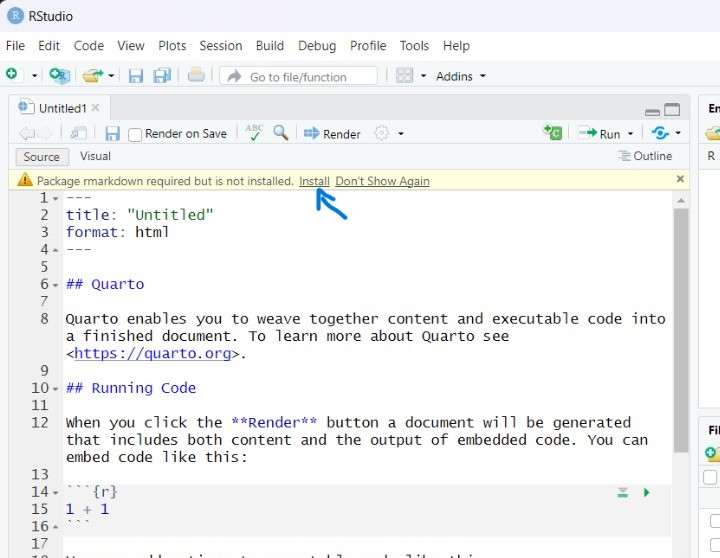 RStudio
File Edit Code View Plots Session Build Debug Profile Tools Help
Go to file/function Addins
Untitled1
Render on Save ABC Render Run
Source Visual Outline
Package rmarkdown required but is not installed. Install Don't Show Again
1 ---
2 title: "Untitled"
3 format: html
4 ---
5
6 ## Quarto
7
8 Quarto enables you to weave together content and executable code into
a finished document. To learn more about Quarto see
<https://quarto.org>.
9
10 ## Running Code
11
12 When you click the **Render** button a document will be generated
that includes both content and the output of embedded code. You can
embed code like this:
13
14 ```{r}
15 1 + 1
16 ```
17
En
R
Fil